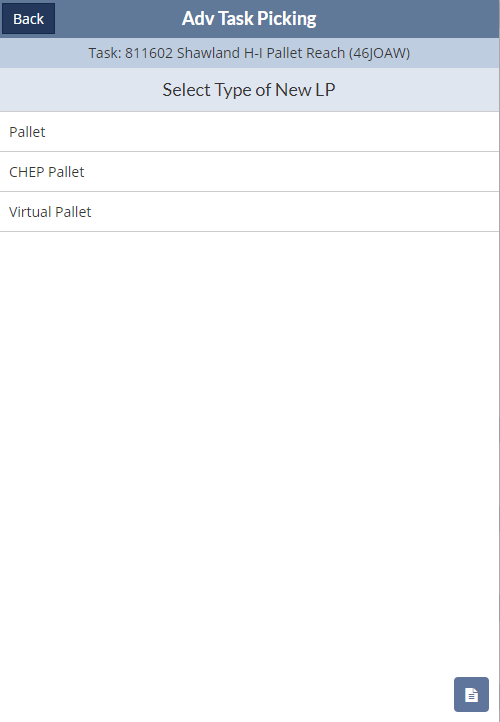 Back
Adv Task Picking
Task: 811602 Shawland H-I Pallet Reach (46JOAW)
Select Type of New LP
Pallet
CHEP Pallet
Virtual Pallet